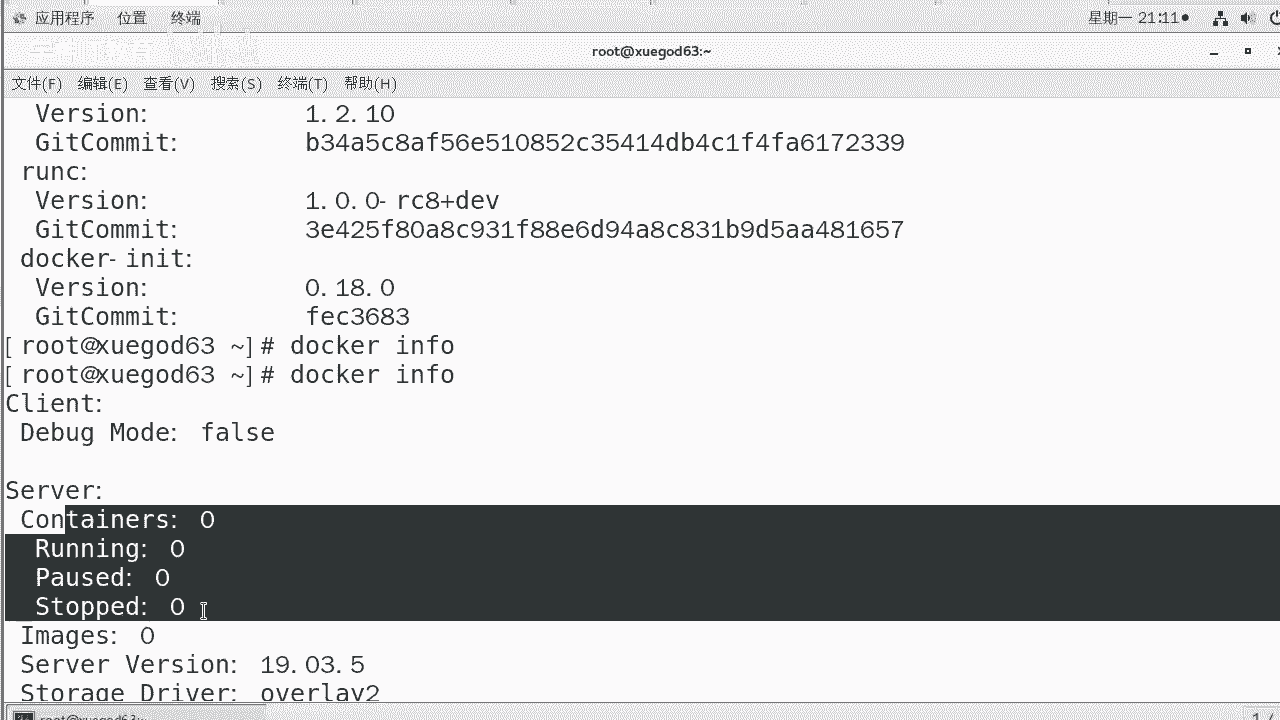 应用程序 位置 终端 星期一 21:11
root@xuegod63:~
文件(F) 编辑(E) 查看(V) 搜索(S) 终端(T) 帮助(H)
Version: 1.2.10
GitCommit: b34a5c8af56e510852c35414db4c1f4fa6172339
runc:
Version: 1.0.0-rc8+dev
GitCommit: 3e425f80a8c931f88e6d94a8c831b9d5aa481657
docker-init:
Version: 0.18.0
GitCommit: fec3683
[root@xuegod63 ~]# docker info
[root@xuegod63 ~]# docker info
Client:
Debug Mode: false
Server:
Containers: 0
Running: 0
Paused: 0
Stopped: 0
Images: 0
Server Version: 19.03.5
Storage Driver: overlay2
root@xuegod63:~ 1 /